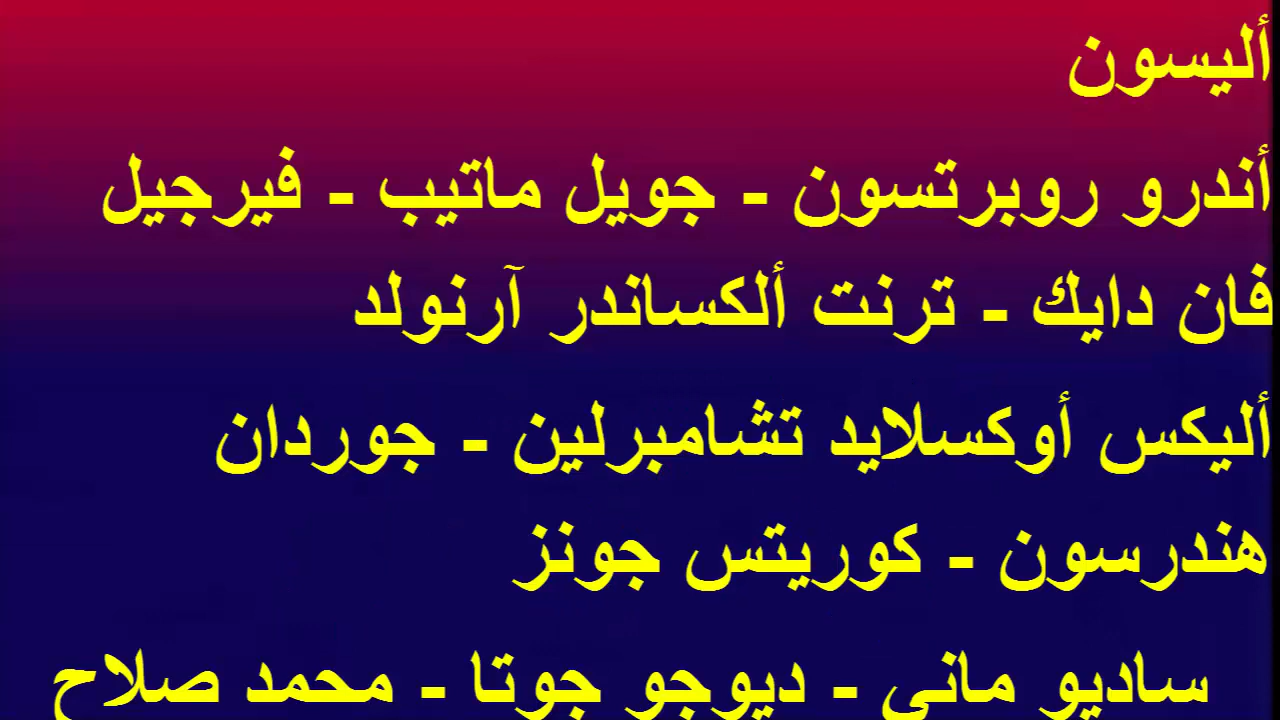 أليسون
أندرو روبرتسون - جويل ماتيب - فيرجيل
فان دايك - ترنت ألكساندر آرنولد
أليكس أوكسلايد تشامبرلين - جوردان
هندرسون - كوريتس جونز
ساديو ماني - ديوجو جوتا - محمد صلاح